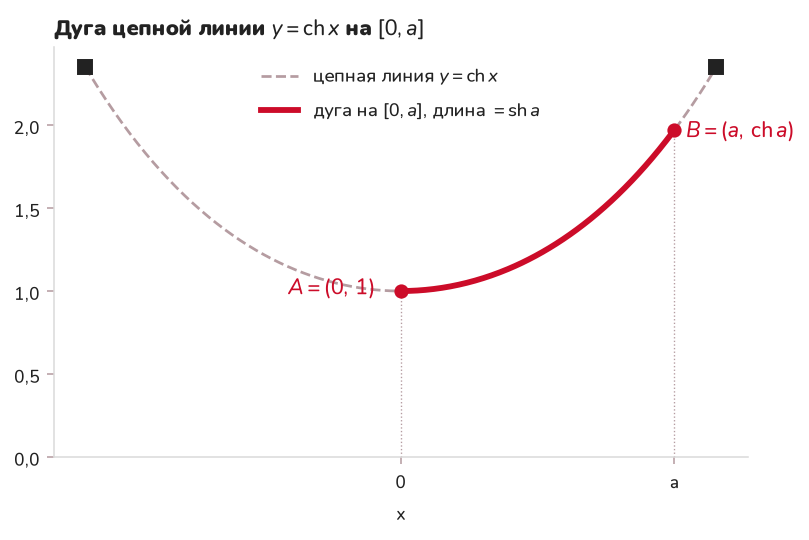 Дуга цепной линии y = ch x на [0, a]
цепная линия y = ch x
дуга на [0, a], длина = sh a
B = (a, ch a)
A = (0, 1)
2,0
1,5
1,0
0,5
0,0
0
a
x